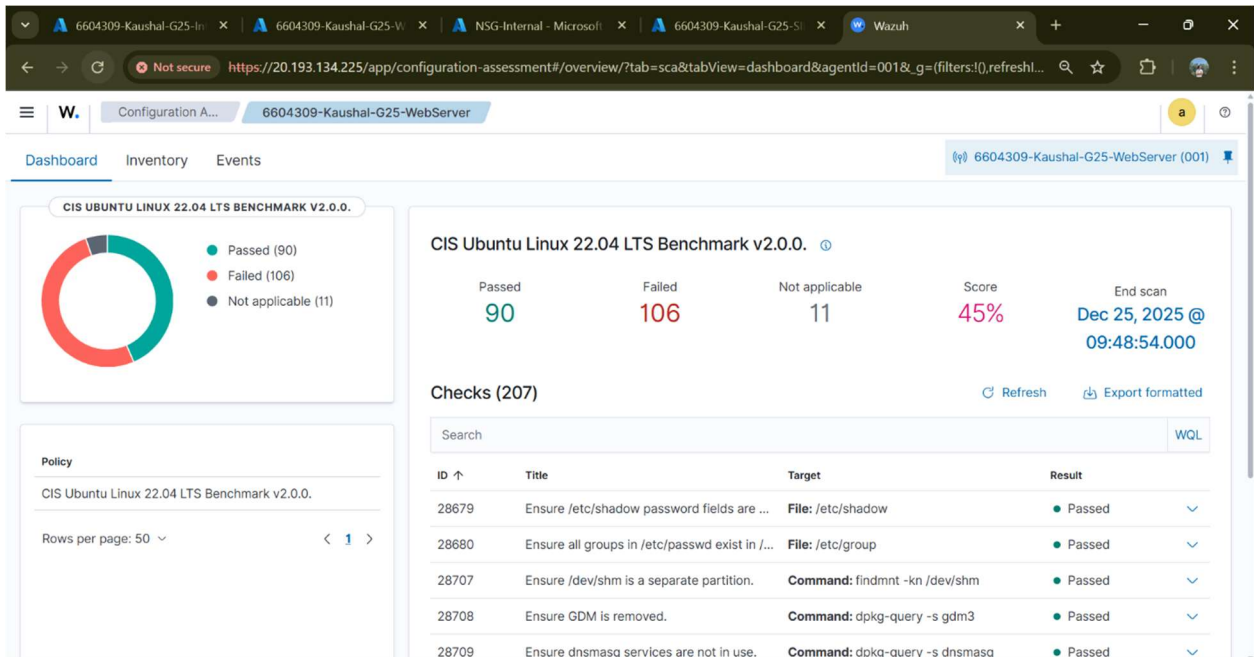 6604309-Kaushal-G25-In
6604309-Kaushal-G25-W
NSG-Internal - Microsoft
6604309-Kaushal-G25-S
Wazuh
Not secure https://20.193.134.225/app/configuration-assessment#/overview/?tab=sca&tabView=dashboard&agentId=001&_g=(filters:!(),refreshI...
W. Configuration A... 6604309-Kaushal-G25-WebServer a
Dashboard Inventory Events 6604309-Kaushal-G25-WebServer (001)
CIS UBUNTU LINUX 22.04 LTS BENCHMARK V2.0.0.
Passed (90)
Failed (106)
Not applicable (11)
Policy
CIS Ubuntu Linux 22.04 LTS Benchmark v2.0.0.
Rows per page: 50 1
CIS Ubuntu Linux 22.04 LTS Benchmark v2.0.0.
Passed Failed Not applicable Score End scan
90 106 11 45% Dec 25, 2025 @
09:48:54.000
Checks (207) Refresh Export formatted
Search WQL
ID Title Target Result
28679 Ensure /etc/shadow password fields are ... File: /etc/shadow Passed
28680 Ensure all groups in /etc/passwd exist in /... File: /etc/group Passed
28707 Ensure /dev/shm is a separate partition. Command: findmnt -kn /dev/shm Passed
28708 Ensure GDM is removed. Command: dpkg-query -s gdm3 Passed
28709 Ensure dnsmasq services are not in use. Command: dpkg-query -s dnsmasq Passed